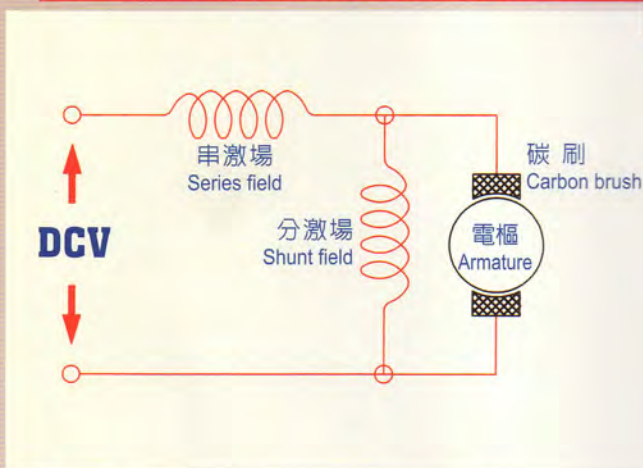 串激場
Series field
碳 刷
Carbon brush
分激場
Shunt field
電樞
Armature
DCV